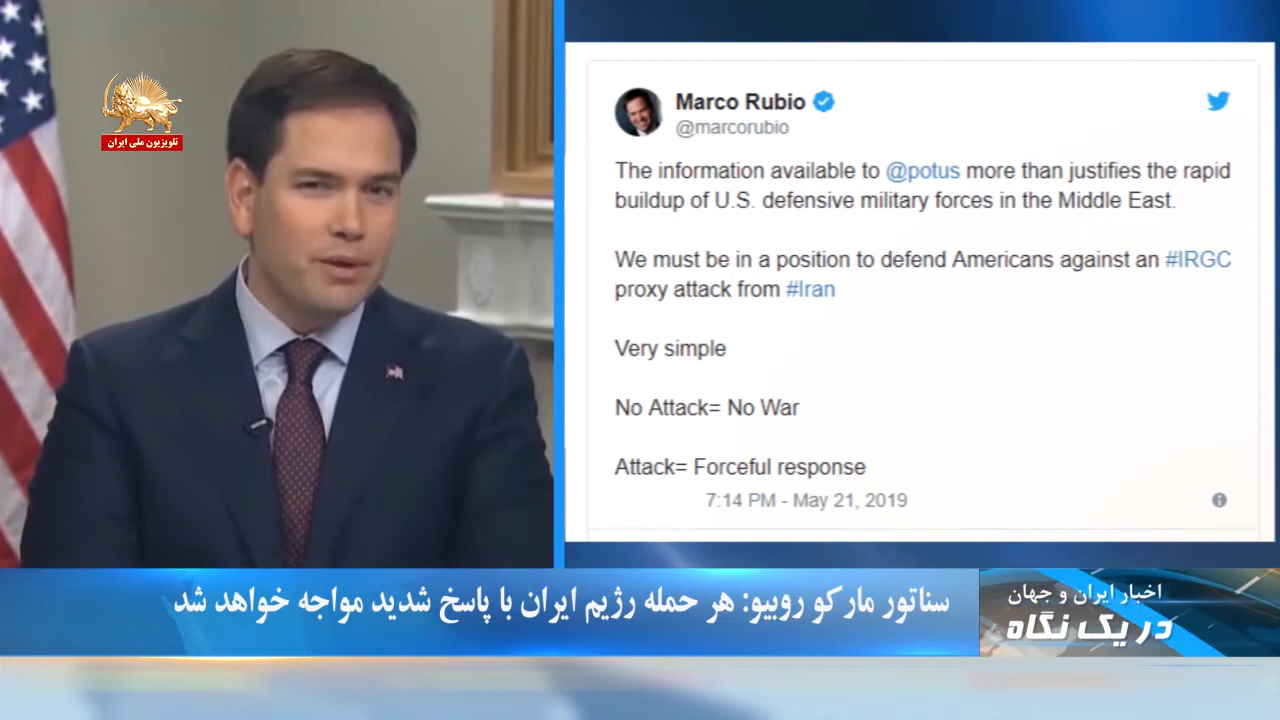 تلویزیون ملی ایران
Marco Rubio
@marcorubio
The information available to @potus more than justifies the rapid
buildup of U.S. defensive military forces in the Middle East.
We must be in a position to defend Americans against an #IRGC
proxy attack from #Iran
Very simple
No Attack= No War
Attack= Forceful response
7:14 PM - May 21, 2019
سناتور مارکو روبیو: هر حمله رژیم ایران با پاسخ شدید مواجه خواهد شد
اخبار ایران و جهان
در یک نگاه